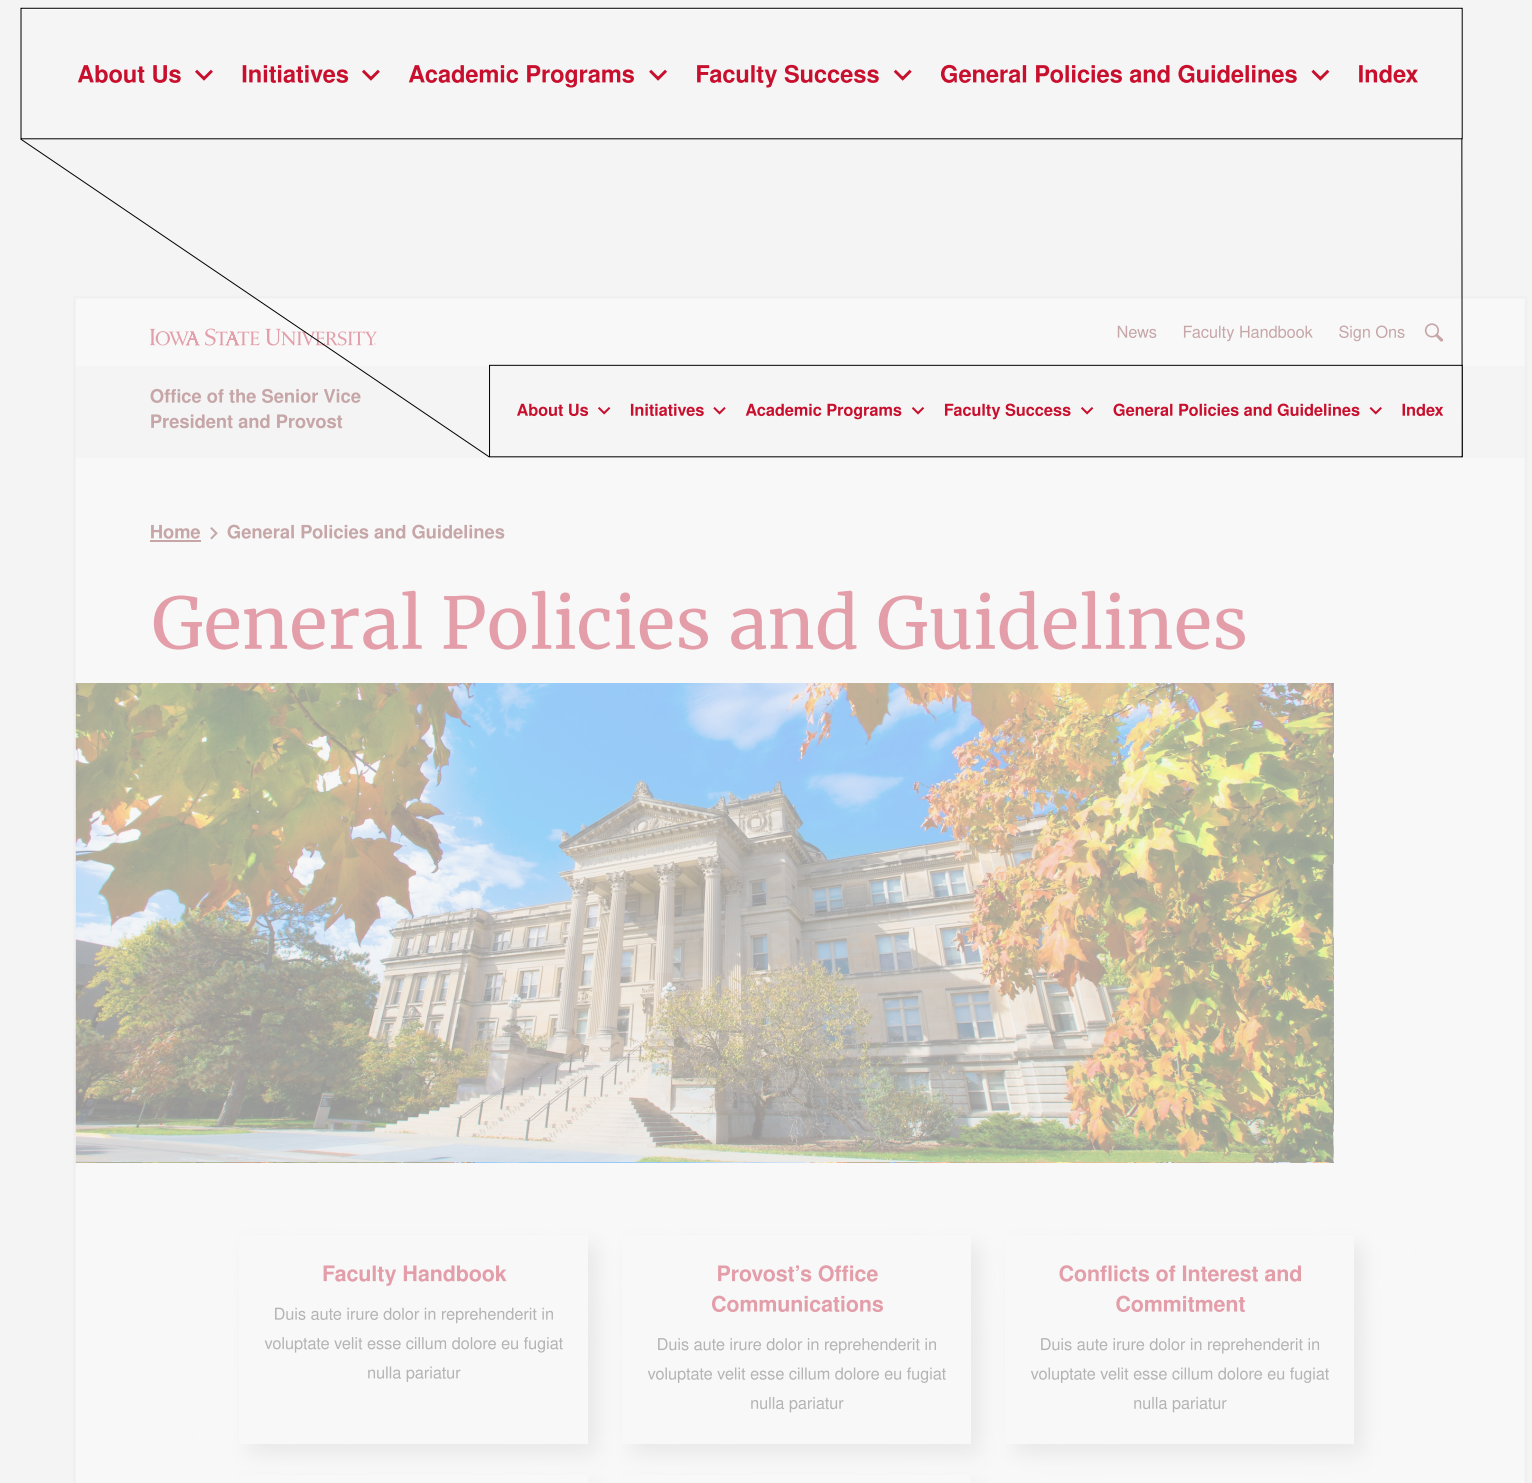 About Us Initiatives Academic Programs Faculty Success General Policies and Guidelines Index
IOWA STATE UNIVERSITY
News Faculty Handbook Sign Ons
Office of the Senior Vice
President and Provost
About Us Initiatives Academic Programs Faculty Success General Policies and Guidelines Index
Home > General Policies and Guidelines
General Policies and Guidelines
Faculty Handbook
Duis aute irure dolor in reprehenderit in
voluptate velit esse cillum dolore eu fugiat
nulla pariatur
Provost’s Office
Communications
Duis aute irure dolor in reprehenderit in
voluptate velit esse cillum dolore eu fugiat
nulla pariatur
Conflicts of Interest and
Commitment
Duis aute irure dolor in reprehenderit in
voluptate velit esse cillum dolore eu fugiat
nulla pariatur